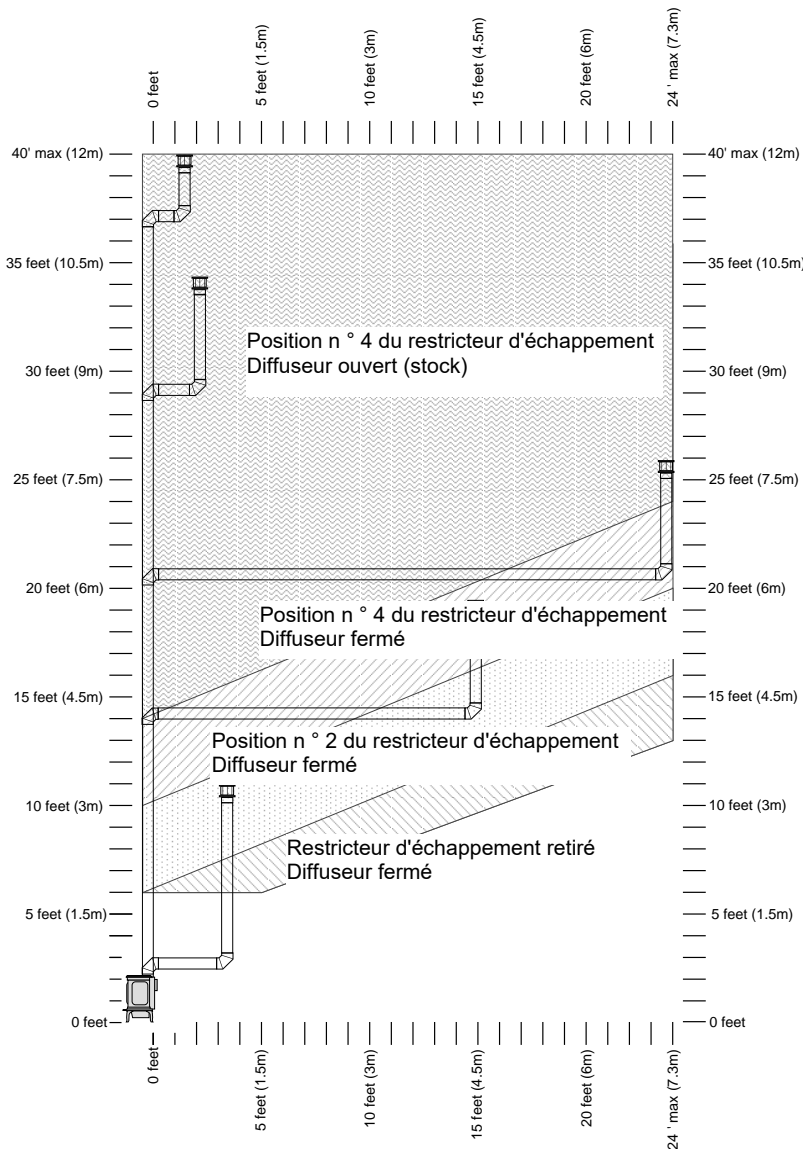 0 feet
5 feet (1.5m)
10 feet (3m)
15 feet (4.5m)
20 feet (6m)
24 ' max (7.3m)
40' max (12m)
40' max (12m)
35 feet (10.5m)
35 feet (10.5m)
Position n ° 4 du restricteur d'échappement
Diffuseur ouvert (stock)
30 feet (9m)
30 feet (9m)
25 feet (7.5m)
25 feet (7.5m)
20 feet (6m)
20 feet (6m)
Position n ° 4 du restricteur d'échappement
Diffuseur fermé
15 feet (4.5m)
15 feet (4.5m)
Position n ° 2 du restricteur d'échappement
Diffuseur fermé
10 feet (3m)
10 feet (3m)
Restricteur d'échappement retiré
Diffuseur fermé
5 feet (1.5m)
5 feet (1.5m)
0 feet
0 feet
0 feet
5 feet (1.5m)
10 feet (3m)
15 feet (4.5m)
20 feet (6m)
24 ' max (7.3m)